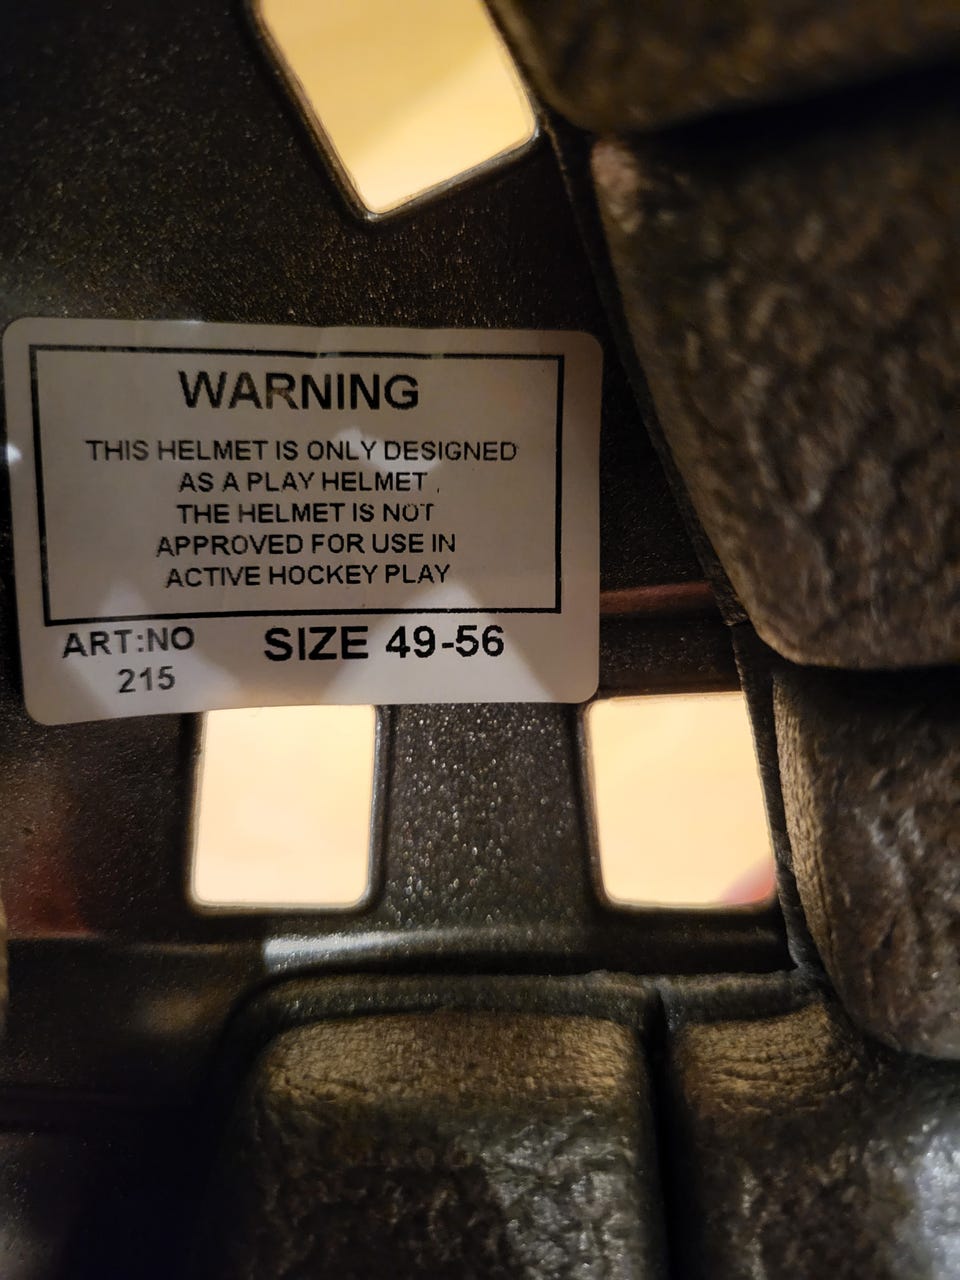 WARNING
THIS HELMET IS ONLY DESIGNED
AS A PLAY HELMET .
THE HELMET IS NOT
APPROVED FOR USE IN
ACTIVE HOCKEY PLAY
ART:NO SIZE 49-56
215